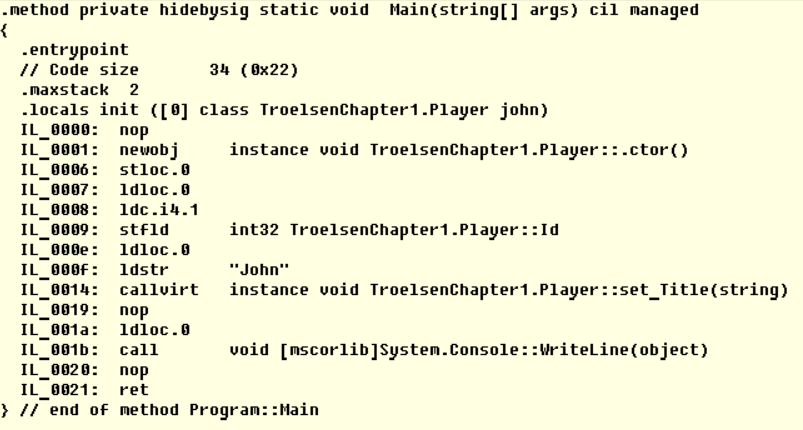 .method private hidebysig static void  Main(string[] args) cil managed
{
  .entrypoint
  // Code size       34 (0x22)
  .maxstack  2
  .locals init ([0] class TroelsenChapter1.Player john)
  IL_0000:  nop
  IL_0001:  newobj     instance void TroelsenChapter1.Player::.ctor()
  IL_0006:  stloc.0
  IL_0007:  ldloc.0
  IL_0008:  ldc.i4.1
  IL_0009:  stfld      int32 TroelsenChapter1.Player::Id
  IL_000e:  ldloc.0
  IL_000f:  ldstr      "John"
  IL_0014:  callvirt   instance void TroelsenChapter1.Player::set_Title(string)
  IL_0019:  nop
  IL_001a:  ldloc.0
  IL_001b:  call       void [mscorlib]System.Console::WriteLine(object)
  IL_0020:  nop
  IL_0021:  ret
} // end of method Program::Main